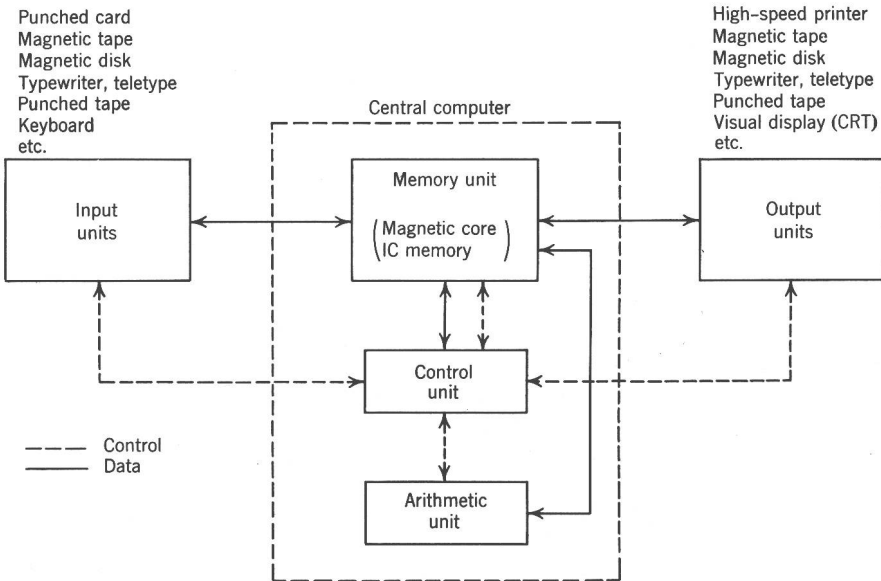 Punched card
Magnetic tape
Magnetic disk
Typewriter, teletype
Punched tape
Keyboard
etc.
High-speed printer
Magnetic tape
Magnetic disk
Typewriter, teletype
Punched tape
Visual display (CRT)
etc.
Central computer
Input
units
Memory unit
(Magnetic core
IC memory)
Output
units
Control
unit
Arithmetic
unit
Control
Data